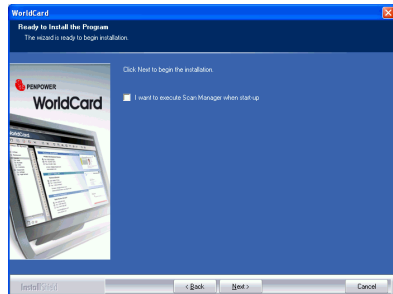 WorldCard
Ready to Install the Program
The wizard is ready to begin installation.
Click Next to begin the installation.
I want to execute Scan Manager when start-up
PENPOWER
WorldCard
InstallShield
< Back
Next >
Cancel